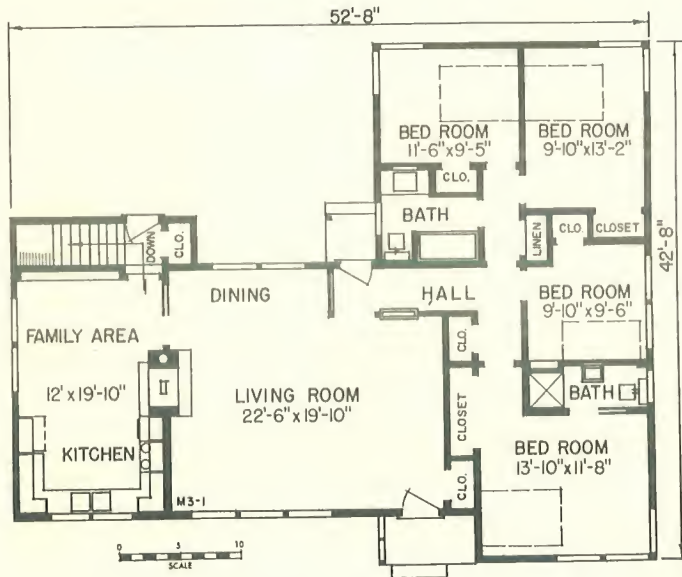 52'-8"
BED ROOM
11'-6"x9'-5"
BED ROOM
9'-10"x13'-2"
CLO.
BATH
DOWN
CLO.
LINEN
CLO.
CLOSET
42'-8"
DINING
HALL
BED ROOM
9'-10"x9'-6"
FAMILY AREA
12'x19'-10"
LIVING ROOM
22'-6"x19'-10"
CLO.
CLOSET
BATH
KITCHEN
BED ROOM
13'-10"x11'-8"
CLO.
M3-1
0 5 10
SCALE